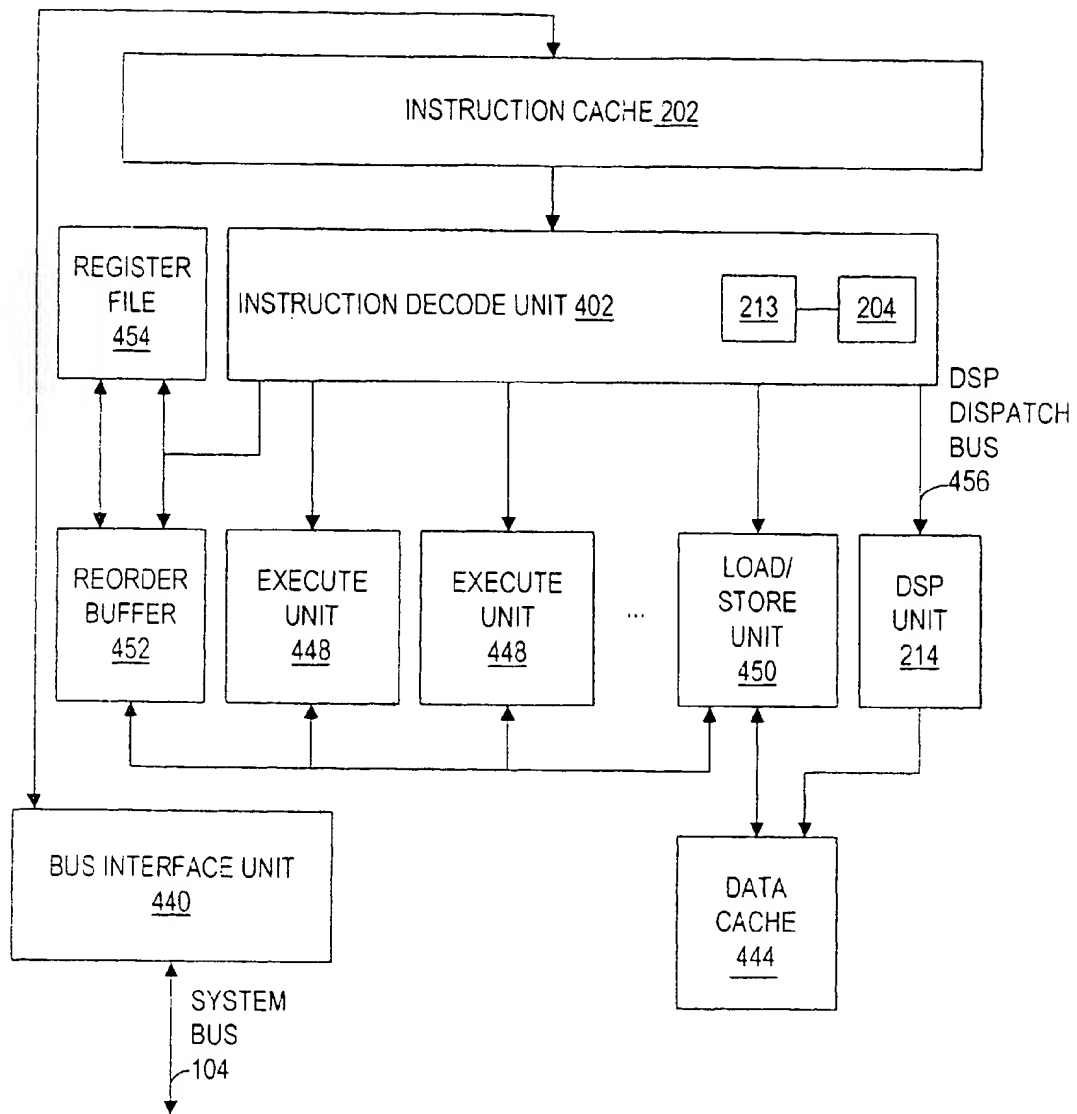 INSTRUCTION CACHE 202
REGISTER
FILE
454
INSTRUCTION DECODE UNIT 402
213
204
DSP
DISPATCH
BUS
456
REORDER
BUFFER
452
EXECUTE
UNIT
448
EXECUTE
UNIT
448
...
LOAD/
STORE
UNIT
450
DSP
UNIT
214
BUS INTERFACE UNIT
440
DATA
CACHE
444
SYSTEM
BUS
104